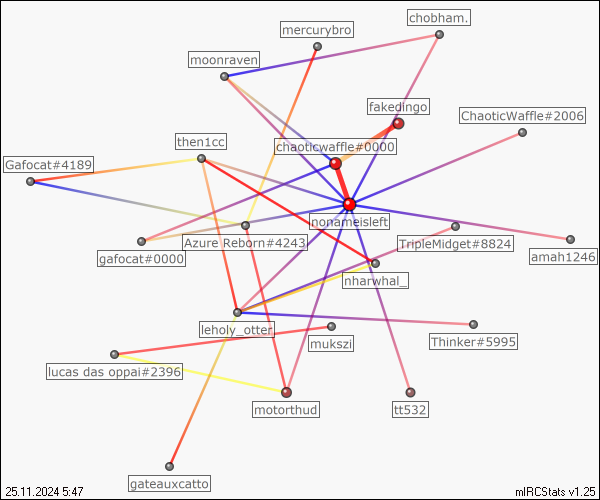 chobham.
mercurybro
moonraven
fakedingo
ChaoticWaffle#2006
then1cc
chaoticwaffle#0000
Gafocat#4189
nonameisleft
Azure Reborn#4243
TripleMidget#8824
gafocat#0000
amah1246
nharwhal_
leholy_otter
mukszi
Thinker#5995
lucas das oppai#2396
motorthud
tt532
gateauxcatto
25.11.2024 5:47
mIRCStats v1.25